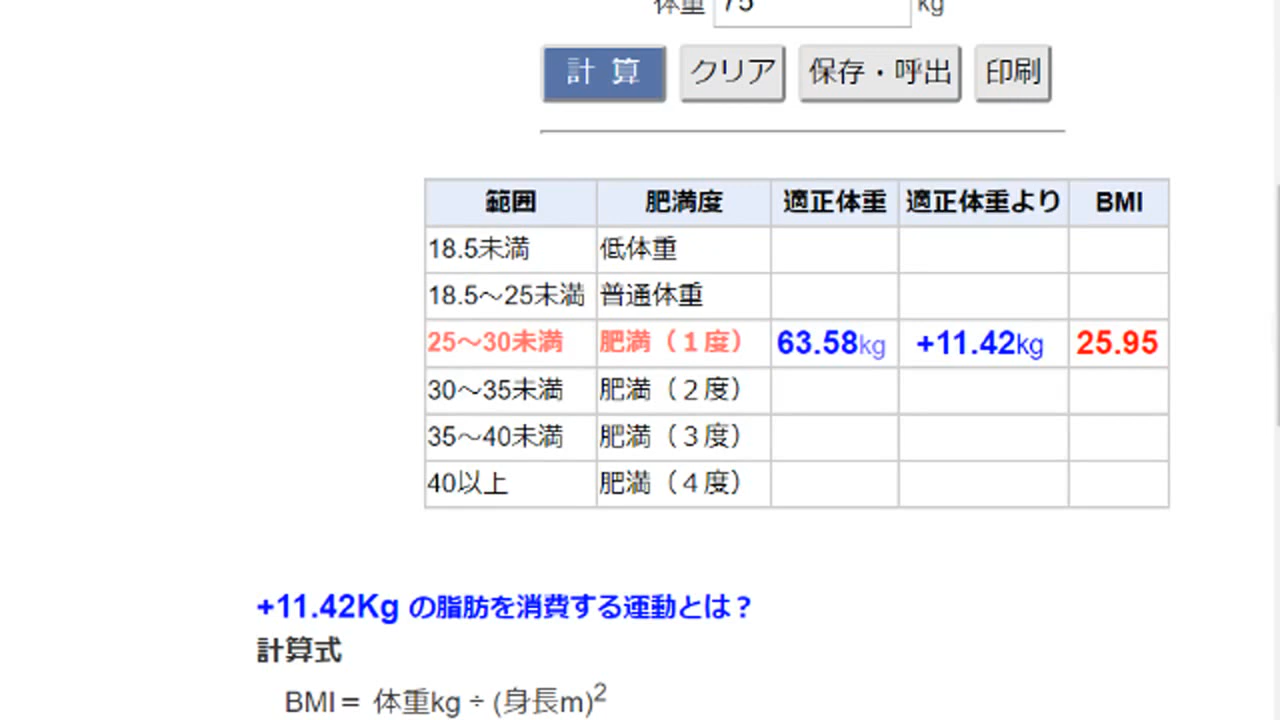 体重 75 kg
計 算 クリア 保存・呼出 印刷
範囲 肥満度 適正体重 適正体重より BMI
18.5未満 低体重
18.5～25未満 普通体重
25～30未満 肥満（１度） 63.58kg +11.42kg 25.95
30～35未満 肥満（２度）
35～40未満 肥満（３度）
40以上 肥満（４度）
+11.42Kg の脂肪を消費する運動とは？
計算式
BMI＝ 体重kg ÷ (身長m)²